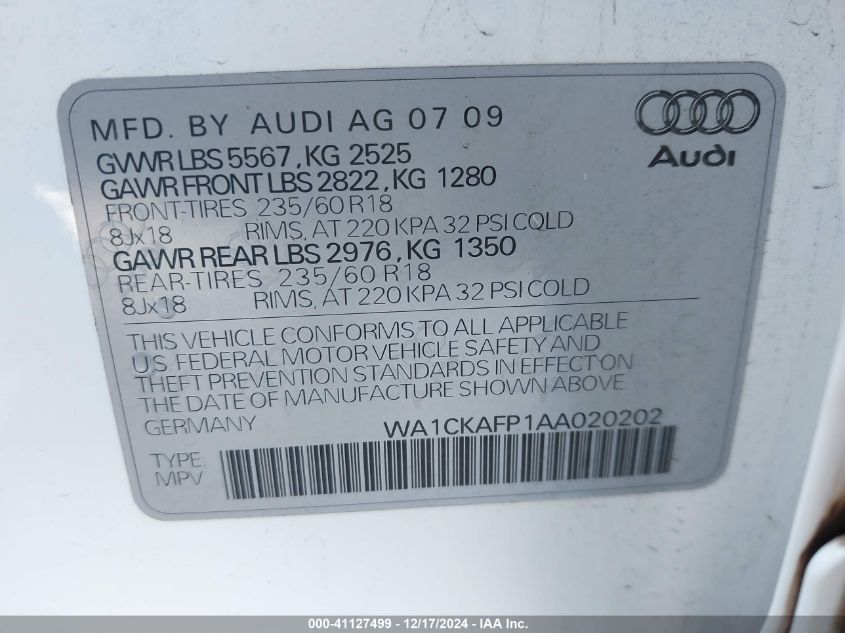 MFD. BY AUDI AG 07 09
Audi
GVWR LBS 5567, KG 2525
GAWR FRONT LBS 2822, KG 1280
FRONT-TIRES 235/60 R18
8Jx18 RIMS, AT 220 KPA 32 PSI COLD
GAWR REAR LBS 2976, KG 1350
REAR-TIRES 235/60 R18
8Jx18 RIMS, AT 220 KPA 32 PSI COLD
THIS VEHICLE CONFORMS TO ALL APPLICABLE
U.S. FEDERAL MOTOR VEHICLE SAFETY AND
THEFT PREVENTION STANDARDS IN EFFECT ON
THE DATE OF MANUFACTURE SHOWN ABOVE
GERMANY WA1CKAFP1AA020202
TYPE
MPV
000-41127499 - 12/17/2024 - IAA Inc.